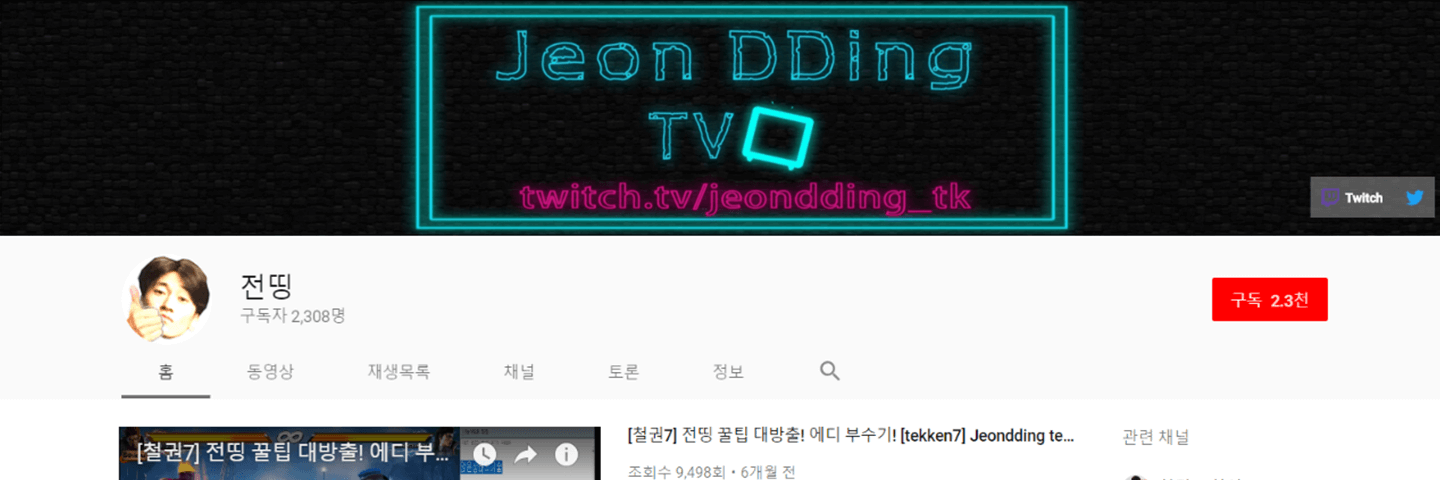 Jeon DDing
TV
twitch.tv/jeondding_tk
Twitch
전띵
구독자 2,308명
구독 2.3천
홈 동영상 재생목록 채널 토론 정보
[철권7] 전띵 꿀팁 대방출! 에디 부...
[철권7] 전띵 꿀팁 대방출! 에디 부수기! [tekken7] Jeondding te...
조회수 9,498회 • 6개월 전
관련 채널